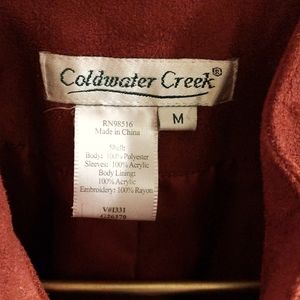 Coldwater Creek®
M
RN98516
Made in China
Shell:
Body: 100% Polyester
Sleeves: 100% Acrylic
Body Lining:
100% Acrylic
Embroidery: 100% Rayon
V#1331